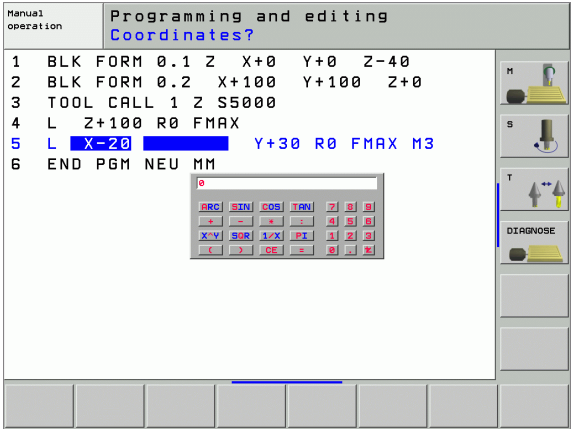 Manual operation
Programming and editing
Coordinates?
1 BLK FORM 0.1 Z X+0 Y+0 Z-40
2 BLK FORM 0.2 X+100 Y+100 Z+0
3 TOOL CALL 1 Z S5000
4 L Z+100 R0 FMAX
5 L X-20 Y+30 R0 FMAX M3
6 END PGM NEU MM
0
ARC SIN COS TAN 7 8 9
+ - * : 4 5 6
X^Y SQR 1/X PI 1 2 3
( ) CE = 0 .
M
S
T
DIAGNOSE